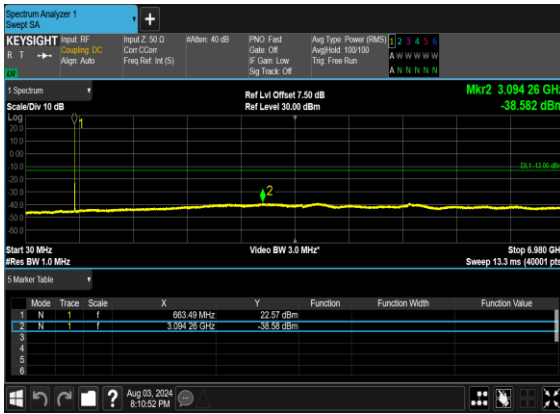 Spectrum Analyzer 1
Swept SA
+
KEYSIGHT Input: RF Input Z: 50 Ω #Atten: 40 dB PNO: Fast Avg Type: Power (RMS) 1 2 3 4 5 6
R T Coupling: DC Corr CCorr Gate: Off Avg|Hold: 100/100 A W W W W W
Align: Auto Freq Ref: Int (S) IF Gain: Low Trig: Free Run
LW Sig Track: Off A N N N N N
1 Spectrum Ref Lvl Offset 7.50 dB Mkr2 3.094 26 GHz
Scale/Div 10 dB Ref Level 30.00 dBm -38.582 dBm
Log
1
20.0
10.0
0.00
-10.0
DL1 -13.00 dBm
-20.0
-30.0
2
-40.0
-50.0
-60.0
Start 30 MHz Video BW 3.0 MHz* Stop 6.980 GHz
#Res BW 1.0 MHz Sweep 13.3 ms (40001 pts)
5 Marker Table
Mode Trace Scale X Y Function Function Width Function Value
1 N 1 f 663.49 MHz 22.57 dBm
2 N 1 f 3.094 26 GHz -38.58 dBm
3
4
5
6
? Aug 03, 2024
8:10:52 PM